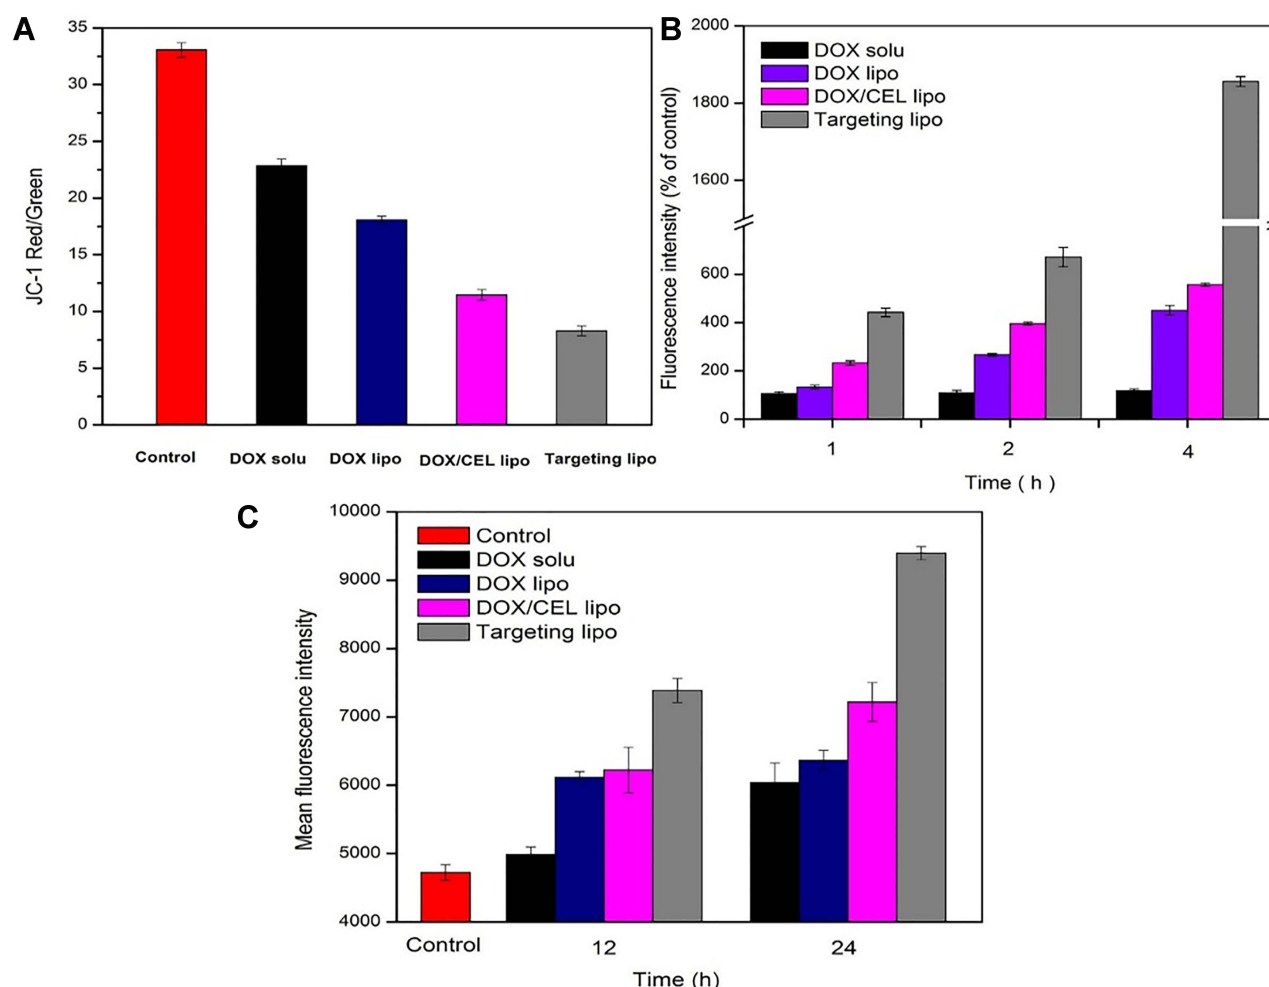 A
35
30
25
20
15
10
5
0
JC-1 Red/Green
Control
DOX solu
DOX lipo
DOX/CEL lipo
Targeting lipo
B
2000
1800
1600
600
400
200
0
Fluorescence intensity (% of control)
DOX solu
DOX lipo
DOX/CEL lipo
Targeting lipo
1
2
4
Time ( h )
C
10000
9000
8000
7000
6000
5000
4000
Mean fluorescence intensity
Control
DOX solu
DOX lipo
DOX/CEL lipo
Targeting lipo
Control
12
24
Time (h)